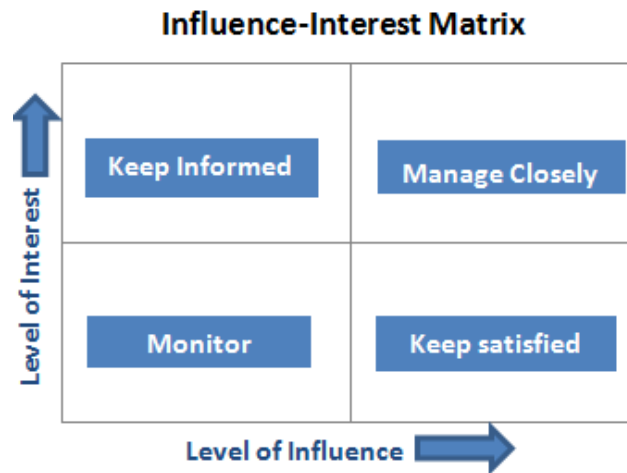 Influence-Interest Matrix
Keep Informed
Manage Closely
Level of Interest
Monitor
Keep satisfied
Level of Influence